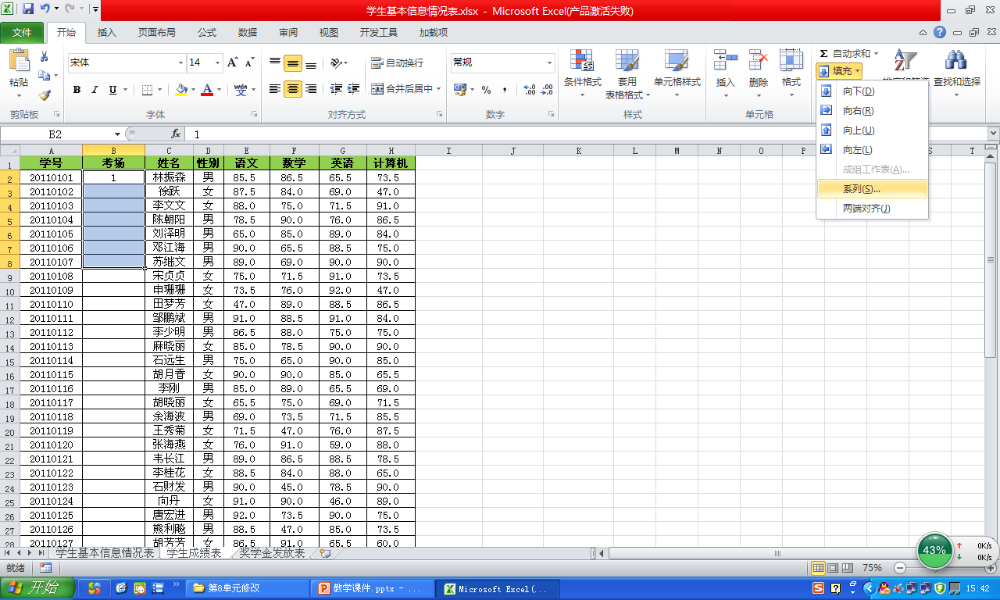 学生基本信息情况表.xlsx - Microsoft Excel(产品激活失败)
文件 开始 插入 页面布局 公式 数据 审阅 视图 开发工具 加载项
宋体 14 自动换行 常规 Σ 自动求和
粘贴 条件格式 套用 单元格样式 插入 删除 格式 填充 查找和选择
表格格式
B I U 合并后居中 %
剪贴板 字体 对齐方式 数字 样式 单元格
向下(D)
向右(R)
向上(U)
向左(L)
成组工作表(A)...
系列(S)...
两端对齐(J)
B2 fx 1
A B C D E F G H I J K L M N O P S T
1 学号 考场 姓名 性别 语文 数学 英语 计算机
2 20110101 1 林振森 男 85.5 86.5 65.5 73.5
3 20110102 徐跃 女 87.5 84.0 69.0 47.0
4 20110103 李文文 女 88.0 75.0 71.5 91.0
5 20110104 陈朝阳 男 78.5 90.0 76.0 86.5
6 20110105 刘泽明 男 65.0 85.0 89.0 84.0
7 20110106 邓江海 男 90.0 65.5 88.5 75.0
8 20110107 苏继文 男 89.0 69.0 90.0 90.0
9 20110108 宋贞贞 女 75.0 71.5 91.0 73.5
10 20110109 申珊珊 女 73.5 76.0 92.0 47.0
11 20110110 田梦芳 女 47.0 89.0 88.5 86.5
12 20110111 邹鹏斌 男 91.0 88.5 91.0 84.0
13 20110112 李少明 男 86.5 88.0 75.0 75.0
14 20110113 麻晓丽 女 85.0 78.5 90.0 90.0
15 20110114 石远生 男 75.0 65.0 90.0 85.0
16 20110115 胡月香 女 90.0 90.0 85.0 65.5
17 20110116 李刚 男 85.0 89.0 65.5 69.0
18 20110117 胡晓丽 女 65.5 75.0 69.0 71.5
19 20110118 余海波 男 69.0 73.5 71.5 85.5
20 20110119 王秀菊 女 71.5 47.0 76.0 87.5
21 20110120 张海燕 女 76.0 91.0 59.0 88.0
22 20110121 韦长江 男 89.0 86.5 88.5 78.5
23 20110122 李桂花 女 88.5 84.0 88.0 65.0
24 20110123 石财发 男 90.0 45.0 78.5 90.0
25 20110124 向丹 女 91.0 90.0 46.0 89.0
26 20110125 唐宏进 男 92.0 73.5 90.0 75.0
27 20110126 男 88.5 47.0 85.0 73.5
28 20110127 胡芳芳 女 86.5 91.0 65.5 60.0
学生基本信息情况表 学生成绩表 奖学金发放表
43% 0K/s
0K/s
就绪 75%
开始 第8单元修改 教学课件.pptx - ... Microsoft Excel(... 15:42